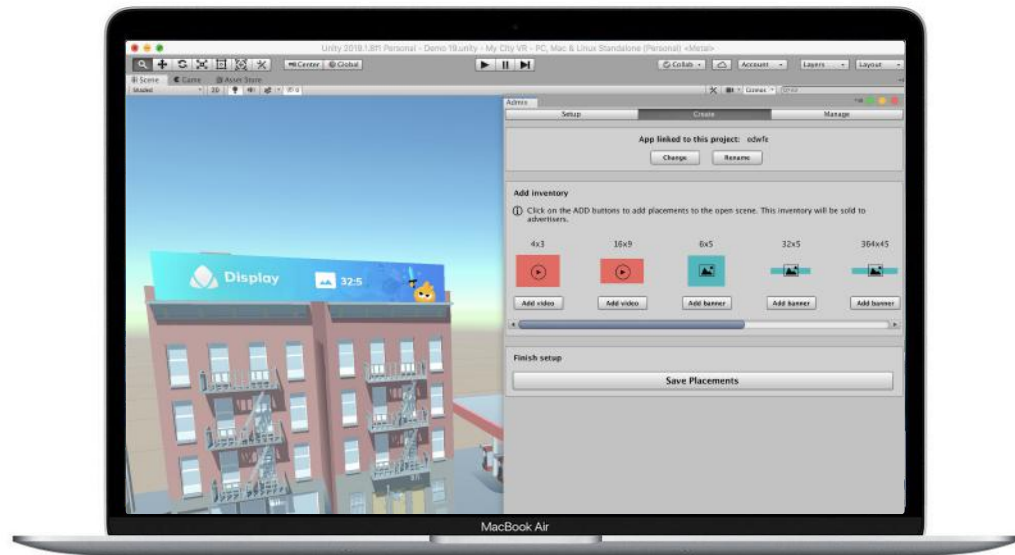 Unity 2018.1.8f1 Personal - Demo 18.unity - My City VR - PC, Mac & Linux Standalone (Personal) <Metal>
Center Global Collab Account Layers Layout
Scene Game Asset Store
Shaded 2D Gizmos
Admin
Setup Create Manage
App linked to this project:
Change Rename
Add inventory
Click on the ADD buttons to add placements to the open scene. This inventory will be sold to
advertisers.
4x3 16x9 6x5 32x5 364x45
Add video Add video Add banner Add banner Add banner
Finish setup
Save Placements
Display 32:5
MacBook Air